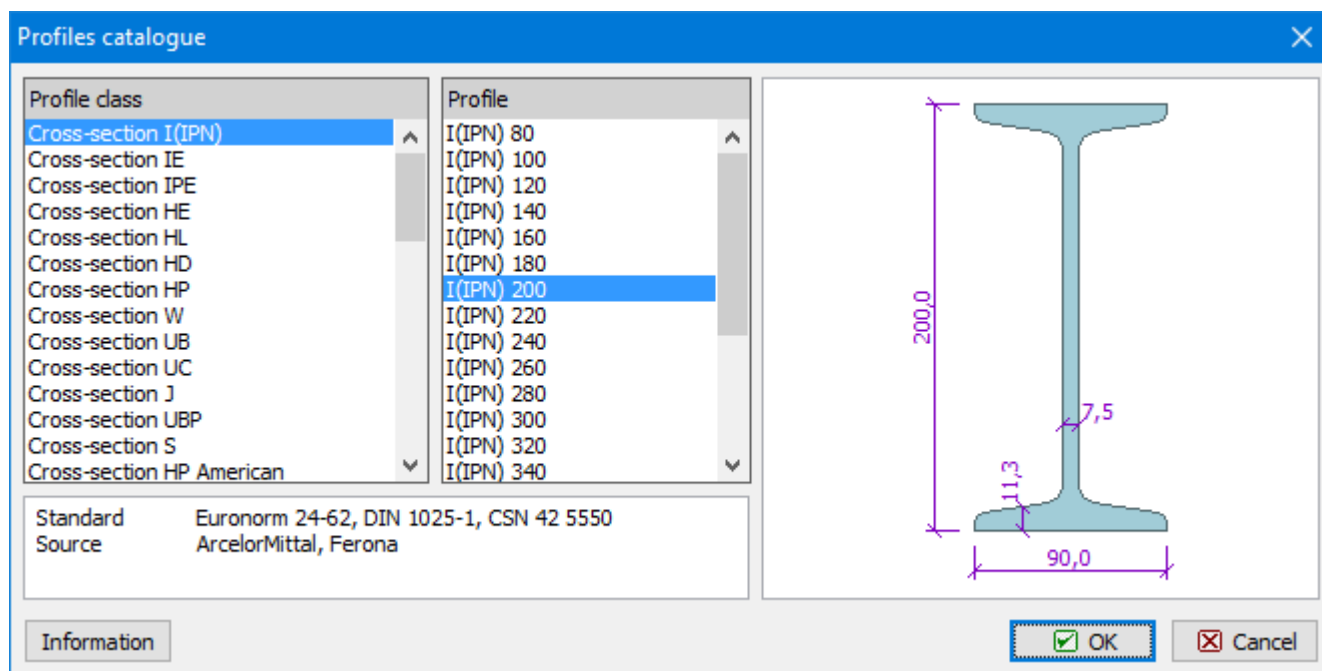 Profiles catalogue
Profile class
Cross-section I(IPN)
Cross-section IE
Cross-section IPE
Cross-section HE
Cross-section HL
Cross-section HD
Cross-section HP
Cross-section W
Cross-section UB
Cross-section UC
Cross-section J
Cross-section UBP
Cross-section S
Cross-section HP American
Profile
I(IPN) 80
I(IPN) 100
I(IPN) 120
I(IPN) 140
I(IPN) 160
I(IPN) 180
I(IPN) 200
I(IPN) 220
I(IPN) 240
I(IPN) 260
I(IPN) 280
I(IPN) 300
I(IPN) 320
I(IPN) 340
200,0
7,5
11,3
90,0
Standard Euronorm 24-62, DIN 1025-1, CSN 42 5550
Source ArcelorMittal, Ferona
Information
OK
Cancel